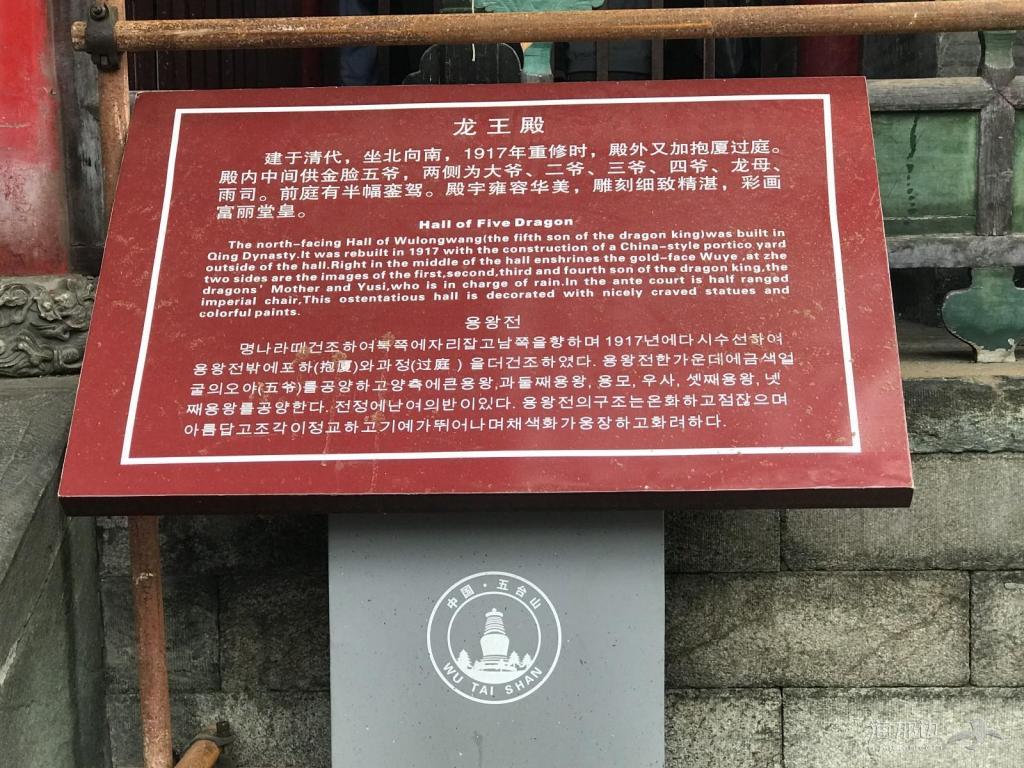 龙王殿
建于清代，坐北向南，1917年重修时，殿外又加抱厦过庭。
殿内中间供金脸五爷，两侧为大爷、二爷、三爷、四爷、龙母、
雨司。前庭有半幅銮驾。殿宇雍容华美，雕刻细致精湛，彩画
富丽堂皇。
Hall of Five Dragon
The north-facing Hall of Wulongwang(the fifth son of the dragon king)was built in
Qing Dynasty.It was rebuilt in 1917 with the construction of a China-style portico yard
outside of the hall.Right in the middle of the hall enshrines the gold-face Wuye ,at zhe
two sides are the images of the first,second,third and fourth son of the dragon king,the
dragons' Mother and Yusi,who is in charge of rain.In the ante court is half ranged
imperial chair,This ostentatious hall is decorated with nicely craved statues and
colorful paints.
용왕전
명나라때건조하여북쪽에자리잡고남쪽을향하며1917년에다시수선하여
용왕전밖에포하(抱厦)와과정(过庭)을더건조하였다. 용왕전한가운데에금색얼
굴의오야(五爷)를공양하고양측에큰용왕,과둘째용왕, 용모, 우사, 셋째용왕, 넷
째용왕를공양한다. 전정에난여의반이있다. 용왕전의구조는온화하고점잖으며
아름답고조각이정교하고기예가뛰어나며채색화가웅장하고화려하다.
中国·五台山
WU TAI SHAN